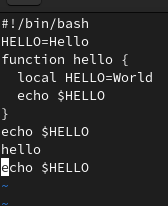 #!/bin/bash
HELLO=Hello
function hello {
  local HELLO=World
  echo $HELLO
}
echo $HELLO
hello
echo $HELLO
~
~